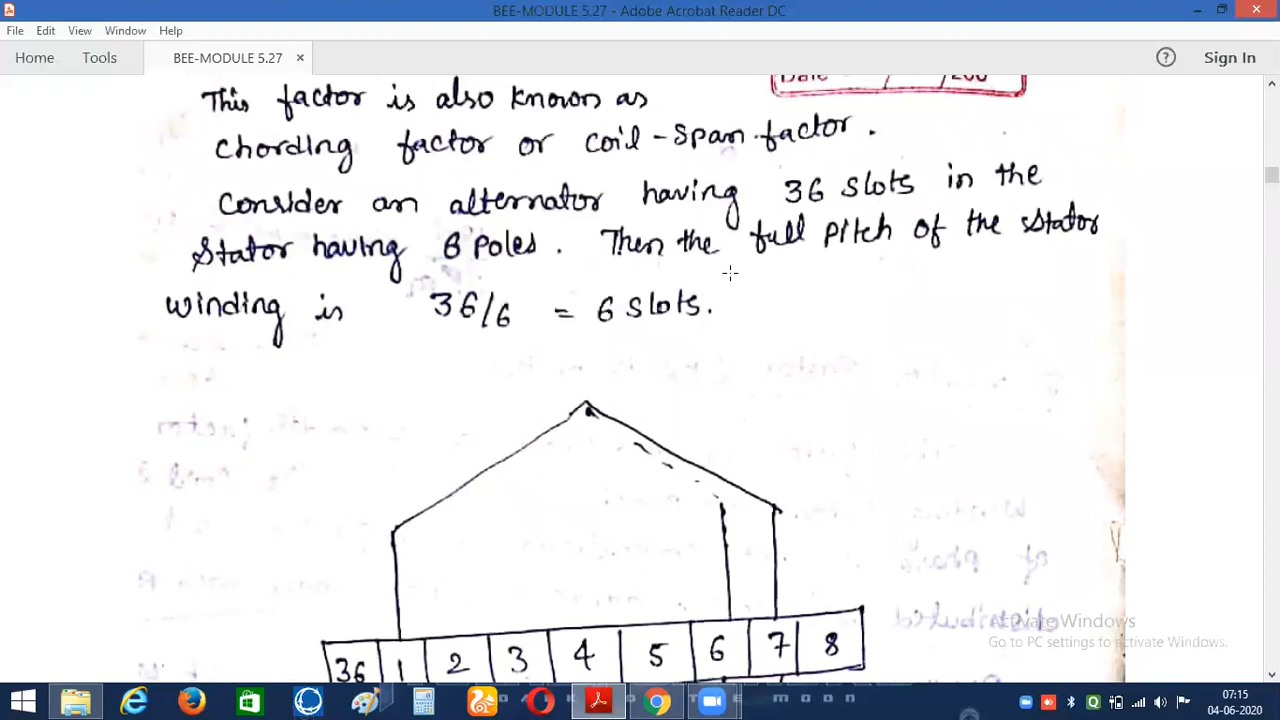 BEE-MODULE 5.27 - Adobe Acrobat Reader DC
File Edit View Window Help
Home Tools BEE-MODULE 5.27 × Sign In
This factor is also known as
chording factor or coil-span factor.
Consider an alternator having 36 slots in the
stator having 6 poles. Then the full pitch of the stator
winding is 36/6 = 6 slots.
36 1 2 3 4 5 6 7 8
Activate Windows
Go to PC settings to activate Windows.
07:15
04-06-2020